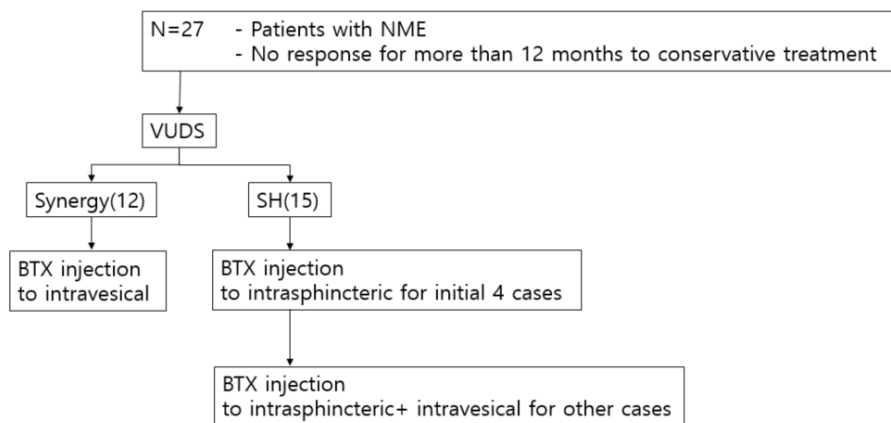 N=27 - Patients with NME
- No response for more than 12 months to conservative treatment
VUDS
Synergy(12)
SH(15)
BTX injection
to intravesical
BTX injection
to intrasphincteric for initial 4 cases
BTX injection
to intrasphincteric+ intravesical for other cases